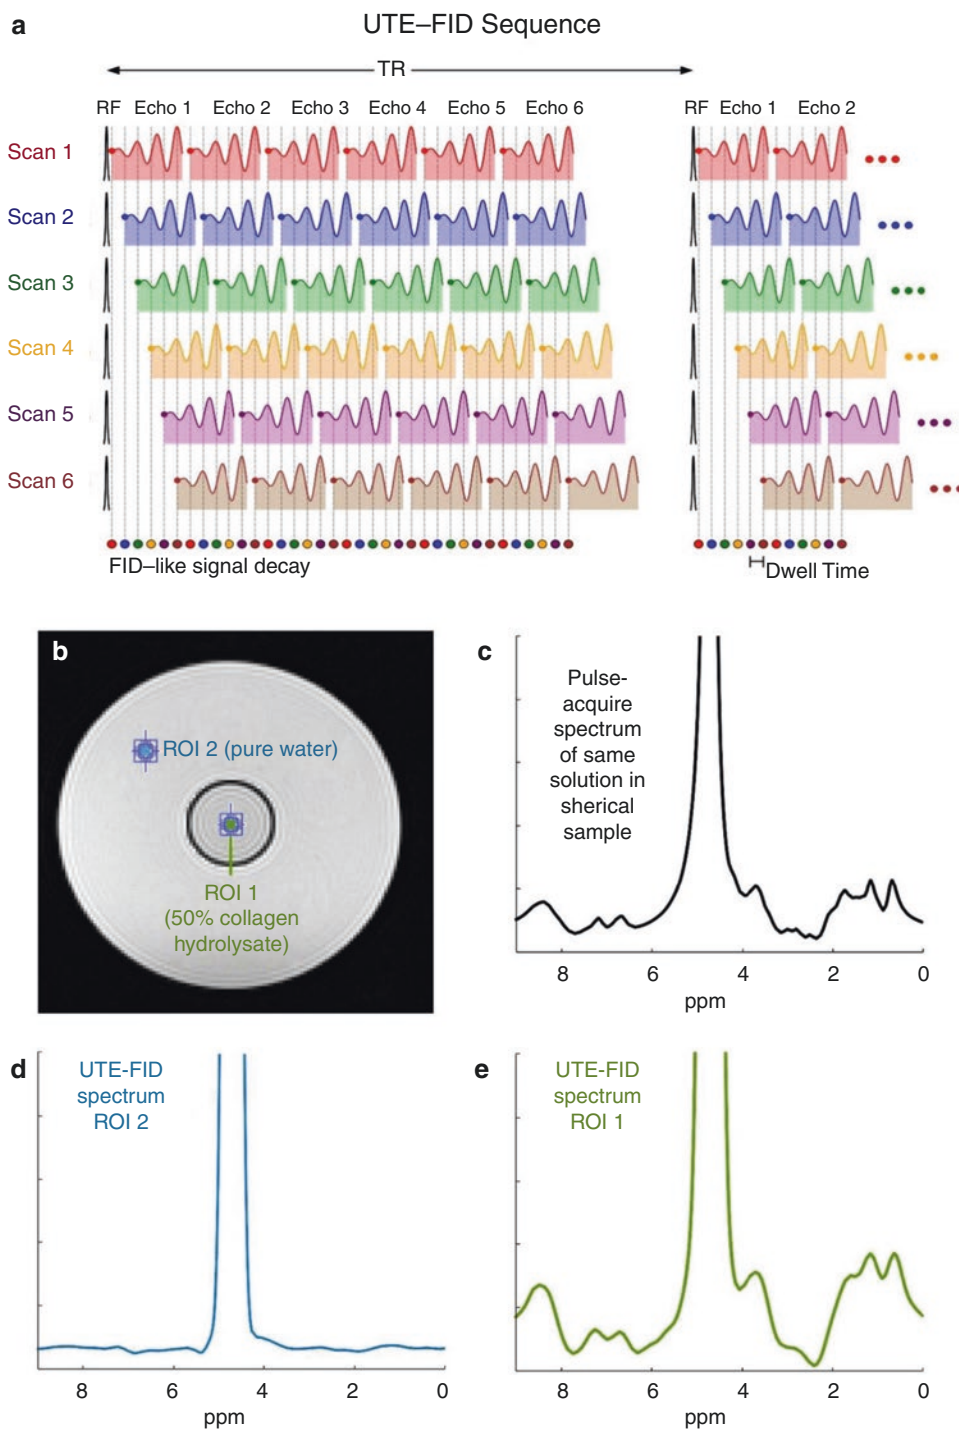 a
UTE–FID Sequence
TR
RF Echo 1 Echo 2 Echo 3 Echo 4 Echo 5 Echo 6 RF Echo 1 Echo 2
Scan 1
Scan 2
Scan 3
Scan 4
Scan 5
Scan 6
FID–like signal decay
Dwell Time
b
ROI 2 (pure water)
ROI 1
(50% collagen
hydrolysate)
c
Pulse-
acquire
spectrum
of same
solution in
sherical
sample
8 6 4 2 0
ppm
d
UTE-FID
spectrum
ROI 2
8 6 4 2 0
ppm
e
UTE-FID
spectrum
ROI 1
8 6 4 2 0
ppm